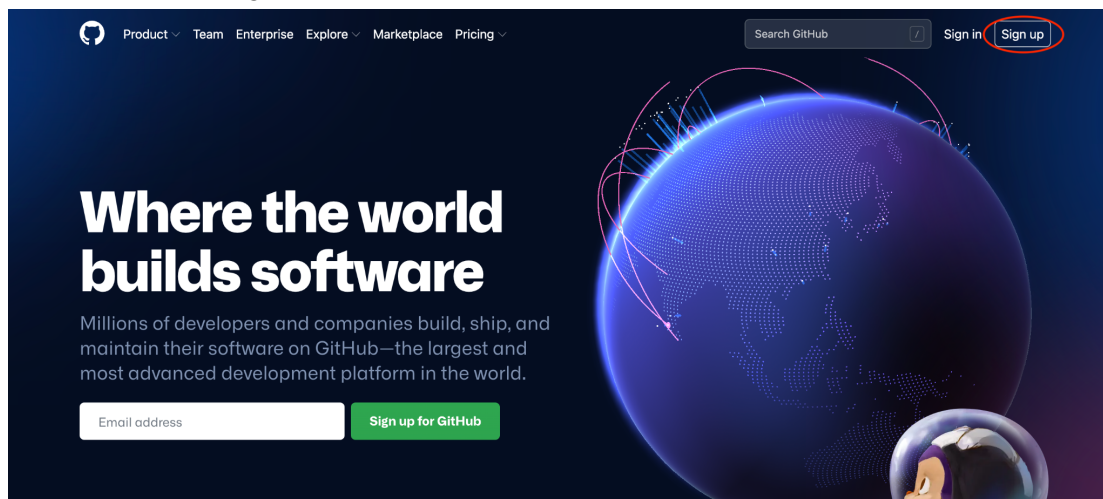 Product Team Enterprise Explore Marketplace Pricing Search GitHub / Sign in Sign up
Where the world
builds software
Millions of developers and companies build, ship, and
maintain their software on GitHub—the largest and
most advanced development platform in the world.
Email address Sign up for GitHub